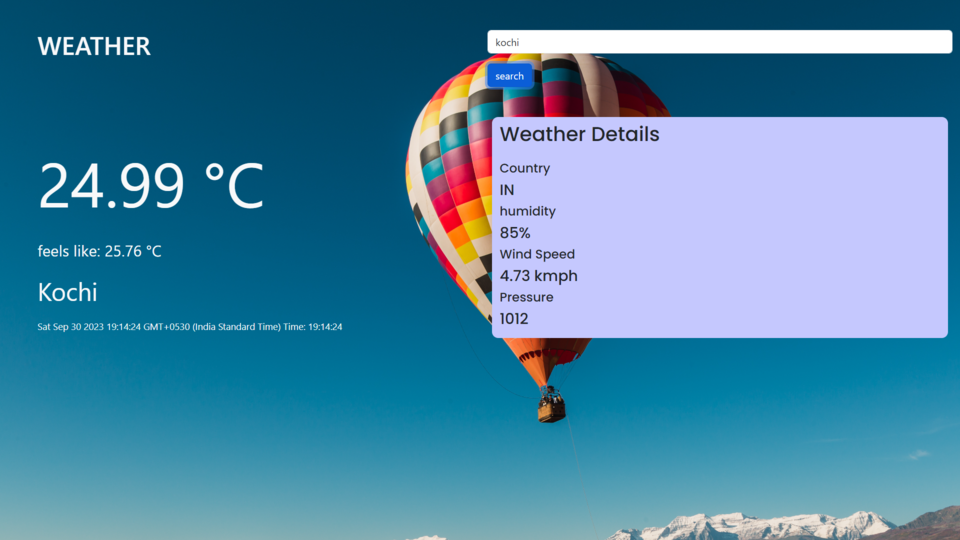 WEATHER
24.99 °C
feels like: 25.76 °C
Kochi
Sat Sep 30 2023 19:14:24 GMT+0530 (India Standard Time) Time: 19:14:24
kochi
search
Weather Details
Country
IN
humidity
85%
Wind Speed
4.73 kmph
Pressure
1012